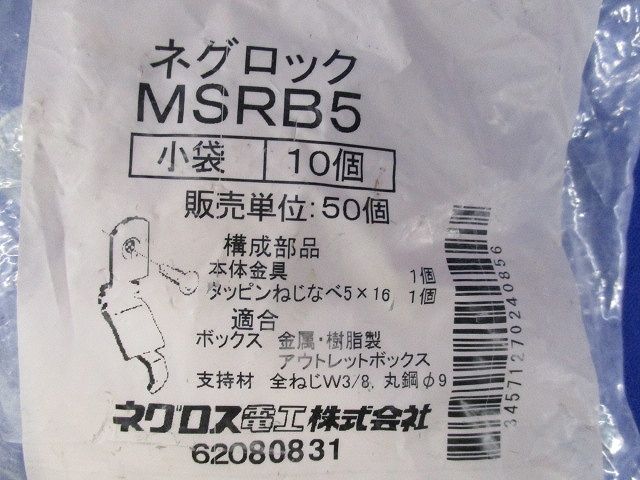 ネグロック
MSRB5
小袋 10個
販売単位:50個
構成部品
本体金具 1個
タッピンねじなべ5×16 1個
適合
ボックス 金属・樹脂製
アウトレットボックス
支持材 全ねじW3/8, 丸鋼φ9
ネグロス電工株式会社
62080831
34571270240856